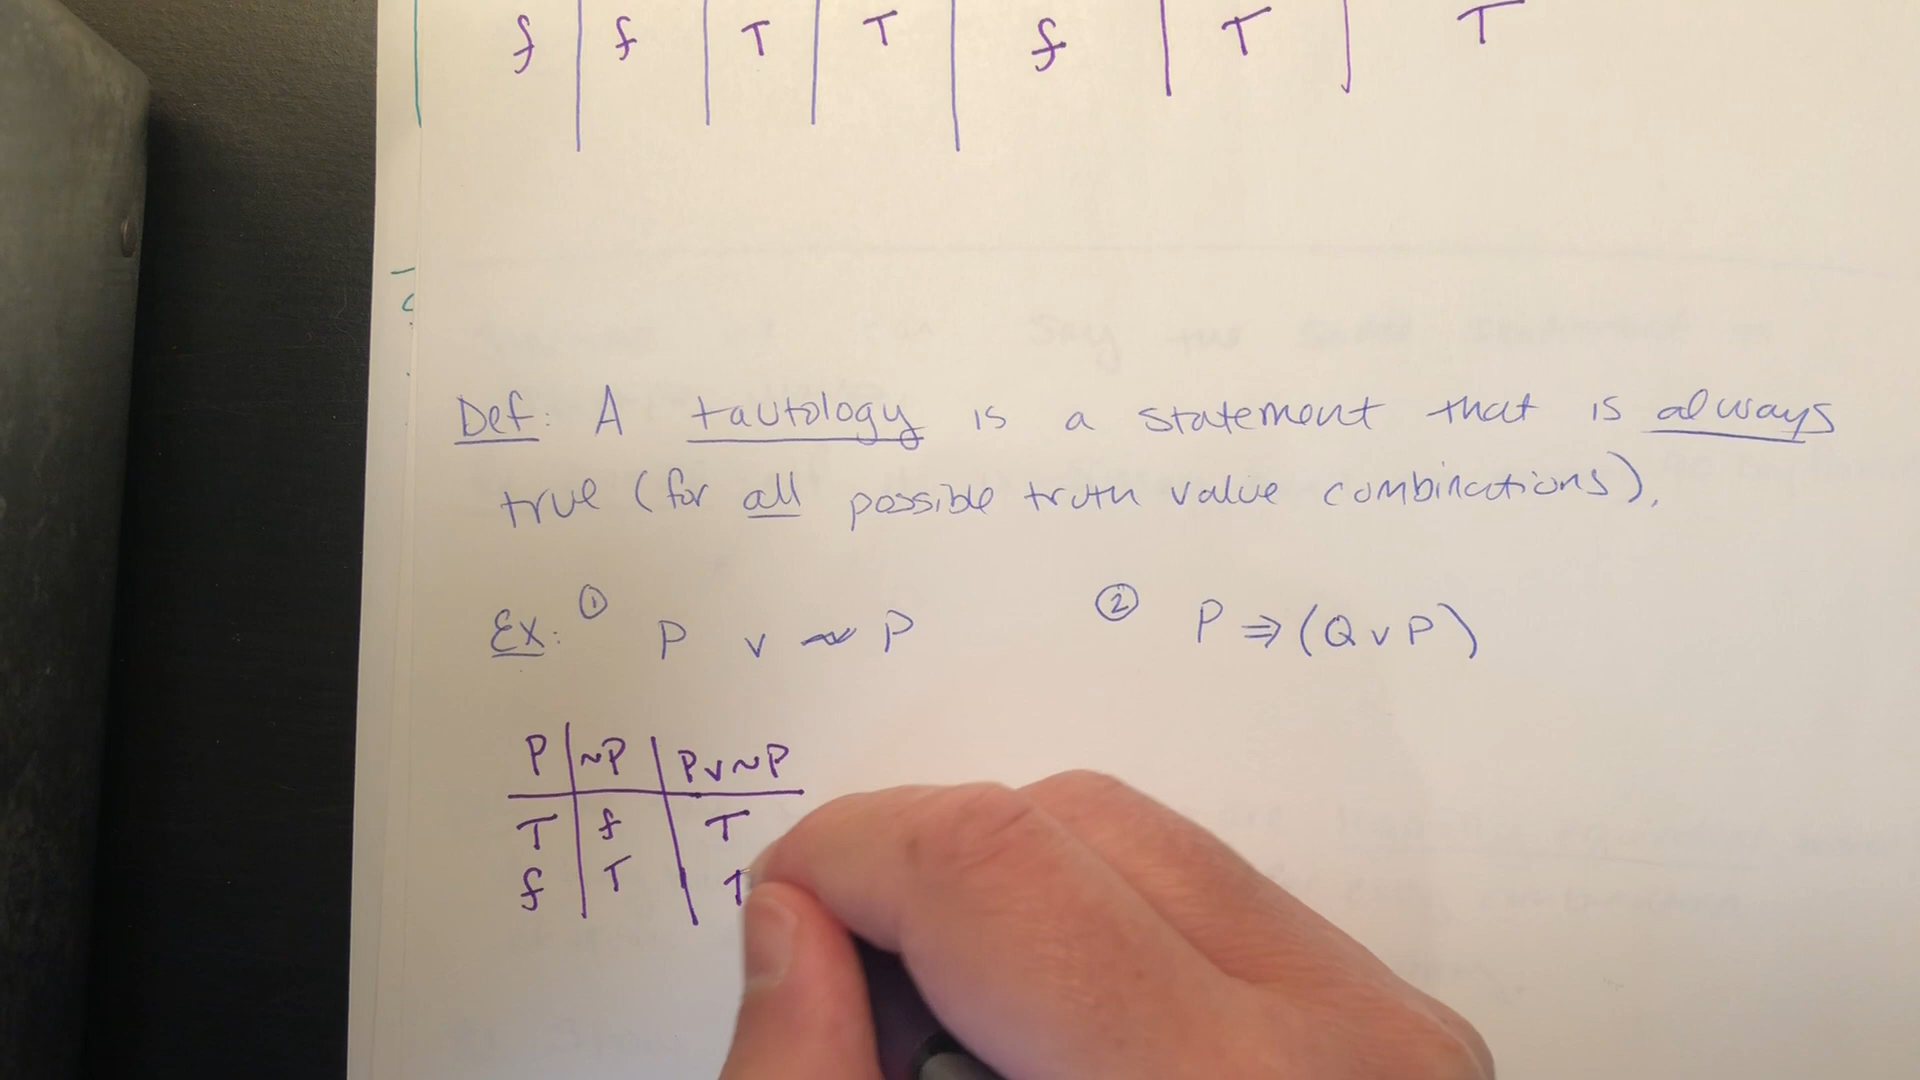 f | f | T | T | f | T | T
Def: A tautology is a statement that is always
true (for all possible truth value combinations).
Ex: ① P ∨ ~P ② P ⇒ (Q ∨ P)
P | ~P | P∨~P
T | f | T
f | T | T